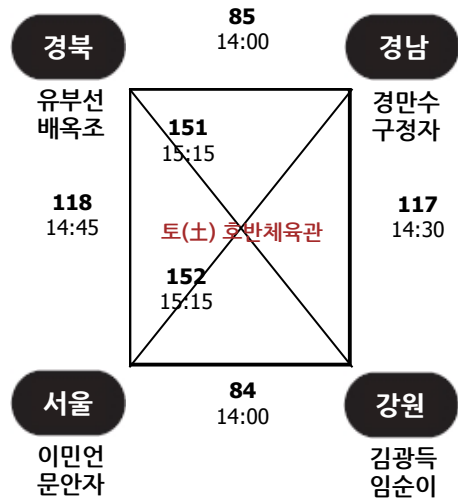 85
14:00
경북
경남
유부선
배옥조
경만수
구정자
151
15:15
118
14:45
117
14:30
토(土) 호반체육관
152
15:15
84
14:00
서울
강원
이민언
문안자
김광득
임순이